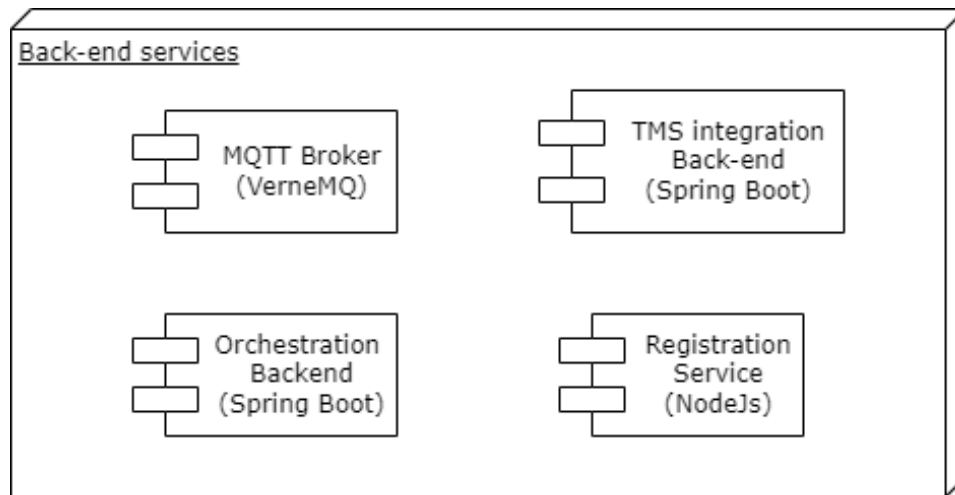 Back-end services
MQTT Broker
(VerneMQ)
TMS integration
Back-end
(Spring Boot)
Orchestration
Backend
(Spring Boot)
Registration
Service
(NodeJs)